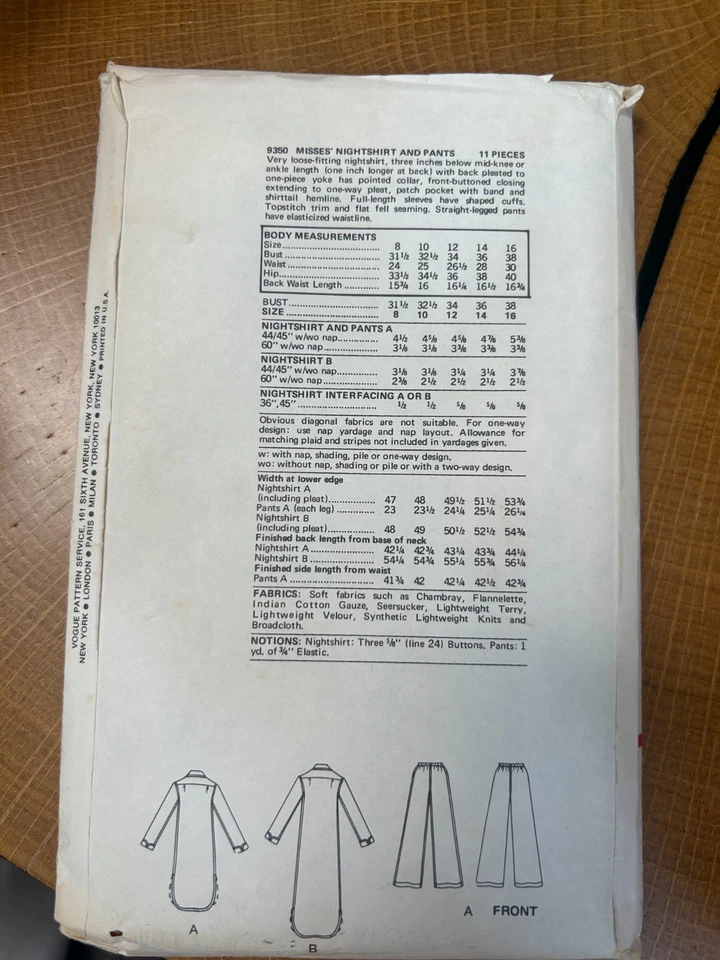 9350 MISSES' NIGHTSHIRT AND PANTS 11 PIECES
Very loose-fitting nightshirt, three inches below mid-knee or
ankle length (one inch longer at back) with back pleated to
one-piece yoke has pointed collar, front-buttoned closing
extending to one-way pleat, patch pocket with band and
shirttail hemline. Full-length sleeves have shaped cuffs.
Topstitch trim and flat fell seaming. Straight-legged pants
have elasticized waistline.
BODY MEASUREMENTS
Size 8 10 12 14 16
Bust 31½ 32½ 34 36 38
Waist 24 25 26½ 28 30
Hip 33½ 34½ 36 38 40
Back Waist Length 15¾ 16 16¼ 16½ 16¾
BUST 31½ 32½ 34 36 38
SIZE 8 10 12 14 16
NIGHTSHIRT AND PANTS A
44/45" w/wo nap 4½ 4⅝ 4⅝ 4⅞ 5⅜
60" w/wo nap 3⅛ 3⅛ 3⅜ 3⅜ 3⅜
NIGHTSHIRT B
44/45" w/wo nap 3⅛ 3⅛ 3¼ 3¼ 3⅞
60" w/wo nap 2⅜ 2½ 2½ 2½ 2½
NIGHTSHIRT INTERFACING A OR B
36",45" ½ ½ ⅝ ⅝ ⅝
Obvious diagonal fabrics are not suitable. For one-way
design: use nap yardage and nap layout. Allowance for
matching plaid and stripes not included in yardages given.
w: with nap, shading, pile or one-way design.
wo: without nap, shading or pile or with a two-way design.
Width at lower edge
Nightshirt A
(including pleat) 47 48 49½ 51½ 53¾
Pants A (each leg) 23 23½ 24¼ 25¼ 26¼
Nightshirt B
(including pleat) 48 49 50½ 52½ 54¾
Finished back length from base of neck
Nightshirt A 42¼ 42¾ 43¼ 43¾ 44¼
Nightshirt B 54¼ 54¾ 55¼ 55¾ 56¼
Finished side length from waist
Pants A 41¾ 42 42¼ 42½ 42¾
FABRICS: Soft fabrics such as Chambray, Flannelette,
Indian Cotton Gauze, Seersucker, Lightweight Terry,
Lightweight Velour, Synthetic Lightweight Knits and
Broadcloth.
NOTIONS: Nightshirt: Three ⅝" (line 24) Buttons. Pants: 1
yd. of ¾" Elastic.
VOGUE PATTERN SERVICE, 161 SIXTH AVENUE, NEW YORK, NEW YORK 10013
NEW YORK ● LONDON ● PARIS ● MILAN ● TORONTO ● SYDNEY ● PRINTED IN U.S.A.
A
B
A FRONT